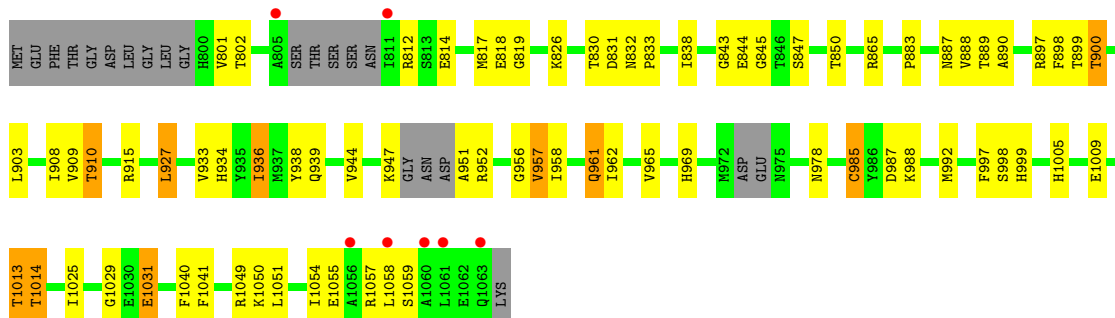 MET GLU PHE THR GLY ASP LEU GLY LEU GLY H800 V801 T802 A805 SER THR SER SER ASN I811 R812 S813 E814 M817 E818 G819 K826 T830 D831 N832 P833 I838 G843 E844 G845 T846 S847 T850 R865 P883 N887 V888 T889 A890 R897 F898 T899 T900
L903 I908 V909 T910 R915 L927 V933 H934 Y935 I936 M937 Y938 Q939 V944 K947 GLY ASN ASP A951 R952 G956 V957 I958 Q961 I962 V965 H969 M972 ASP GLU N975 N978 C985 Y986 D987 K988 M992 F997 S998 H999 H1005 E1009
T1013 T1014 I1025 G1029 E1030 E1031 F1040 F1041 R1049 K1050 L1051 I1054 E1055 A1056 R1057 L1058 S1059 A1060 L1061 E1062 Q1063 LYS